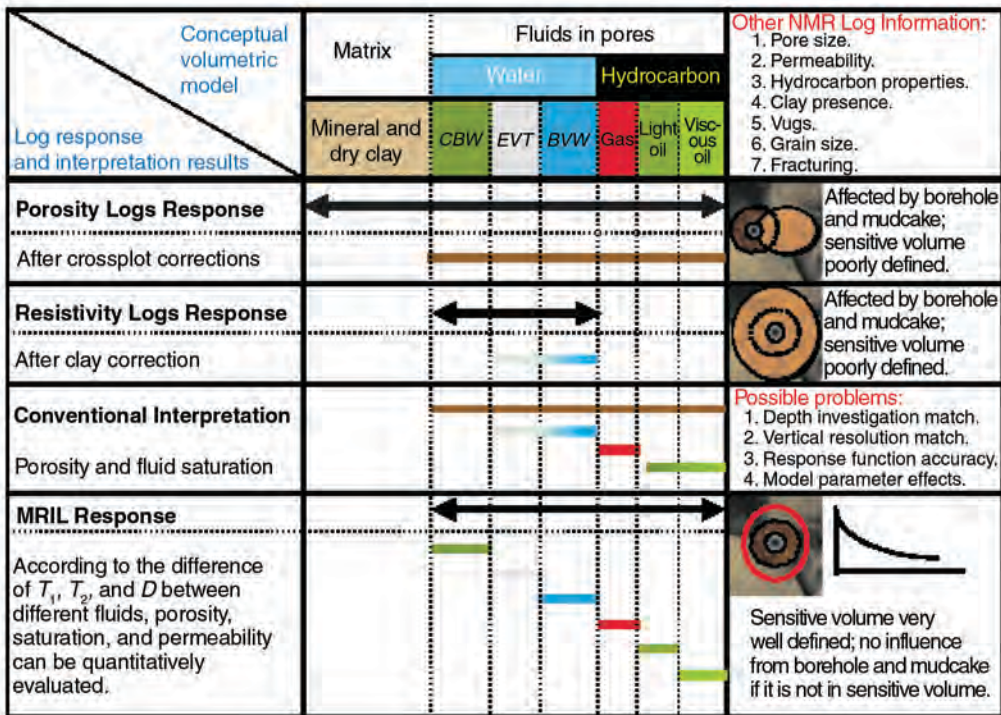 Conceptual
volumetric
model
Log response
and interpretation results
Matrix
Fluids in pores
Water
Hydrocarbon
Mineral and
dry clay
CBW
EVT
BVW
Gas
Light
oil
Visc-
ous
oil
Other NMR Log Information:
1. Pore size.
2. Permeability.
3. Hydrocarbon properties.
4. Clay presence.
5. Vugs.
6. Grain size.
7. Fracturing.
Porosity Logs Response
After crossplot corrections
Affected by borehole
and mudcake;
sensitive volume
poorly defined.
Resistivity Logs Response
After clay correction
Affected by borehole
and mudcake;
sensitive volume
poorly defined.
Conventional Interpretation
Porosity and fluid saturation
Possible problems:
1. Depth investigation match.
2. Vertical resolution match.
3. Response function accuracy.
4. Model parameter effects.
MRIL Response
According to the difference
of T1, T2, and D between
different fluids, porosity,
saturation, and permeability
can be quantitatively
evaluated.
Sensitive volume very
well defined; no influence
from borehole and mudcake
if it is not in sensitive volume.